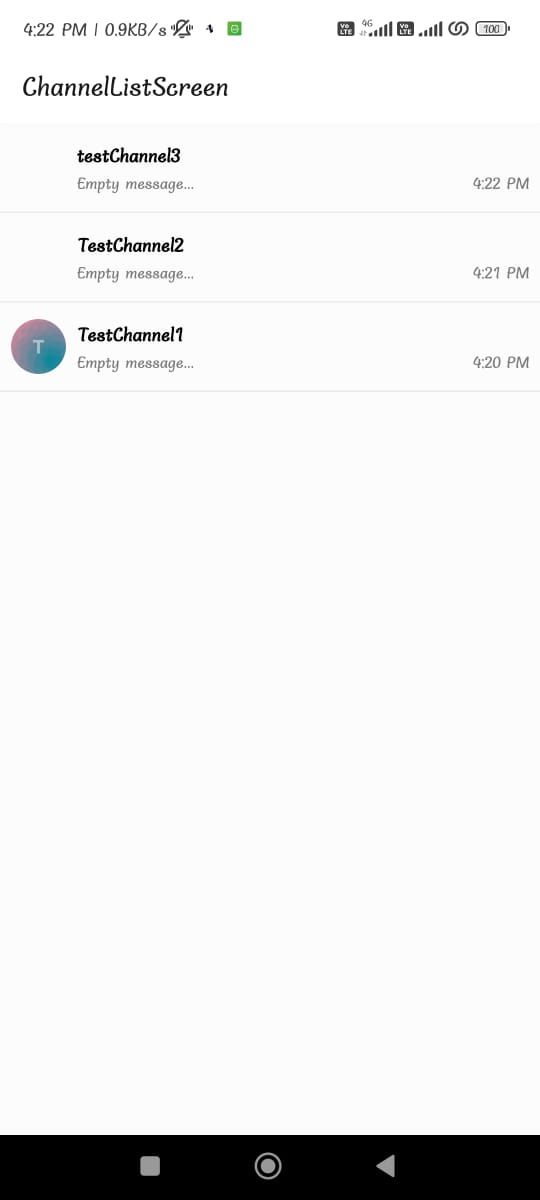 4:22 PM | 0.9KB/s
Vo LTE 4G Vo LTE 100
ChannelListScreen
testChannel3
Empty message...
4:22 PM
TestChannel2
Empty message...
4:21 PM
T
TestChannel1
Empty message...
4:20 PM